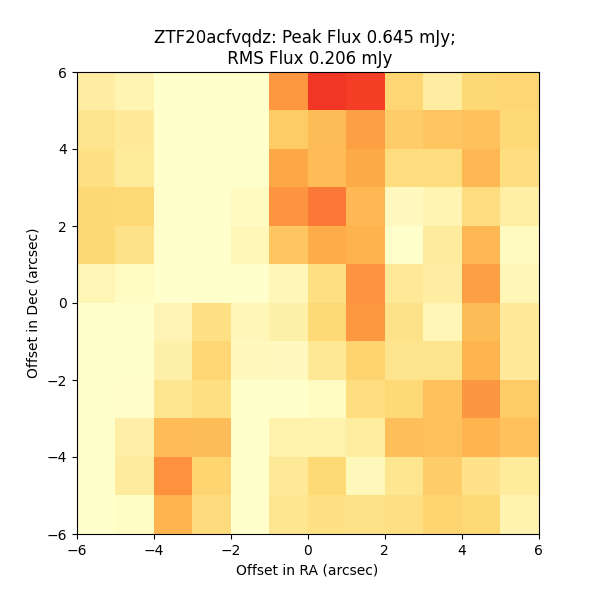 ZTF20acfvqdz: Peak Flux 0.645 mJy;
RMS Flux 0.206 mJy
6
4
2
0
−2
−4
−6
Offset in Dec (arcsec)
−6 −4 −2 0 2 4 6
Offset in RA (arcsec)